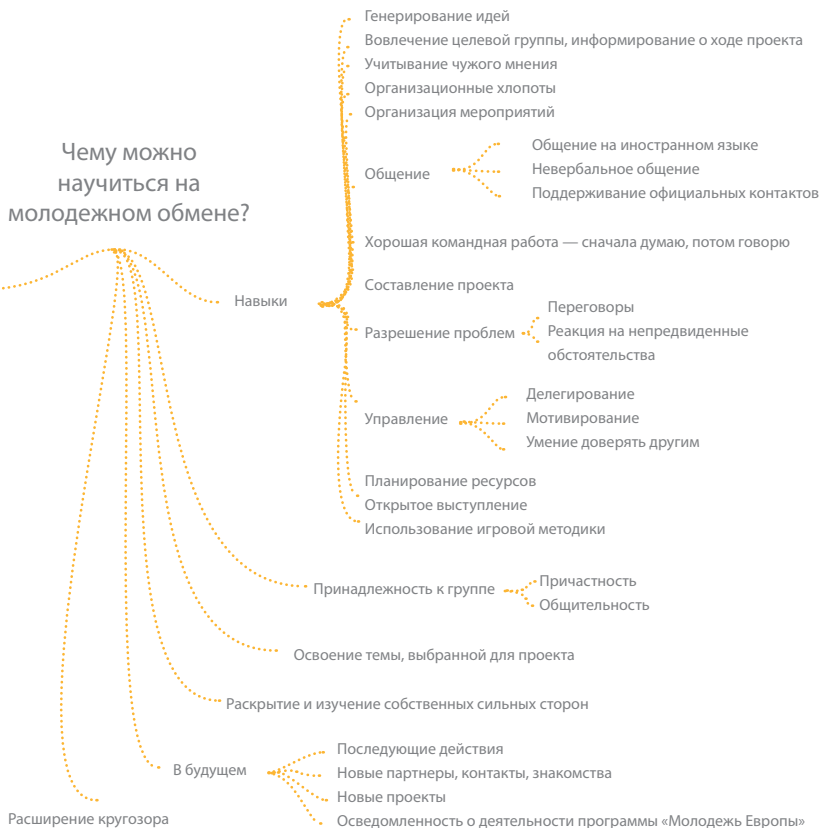 Чему можно
научиться на
молодежном обмене?
Навыки
Генерирование идей
Вовлечение целевой группы, информирование о ходе проекта
Учитывание чужого мнения
Организационные хлопоты
Организация мероприятий
Общение
Общение на иностранном языке
Невербальное общение
Поддерживание официальных контактов
Хорошая командная работа — сначала думаю, потом говорю
Составление проекта
Разрешение проблем
Переговоры
Реакция на непредвиденные
обстоятельства
Управление
Делегирование
Мотивирование
Умение доверять другим
Планирование ресурсов
Открытое выступление
Использование игровой методики
Принадлежность к группе
Причастность
Общительность
Освоение темы, выбранной для проекта
Раскрытие и изучение собственных сильных сторон
В будущем
Последующие действия
Новые партнеры, контакты, знакомства
Новые проекты
Осведомленность о деятельности программы «Молодежь Европы»
Расширение кругозора